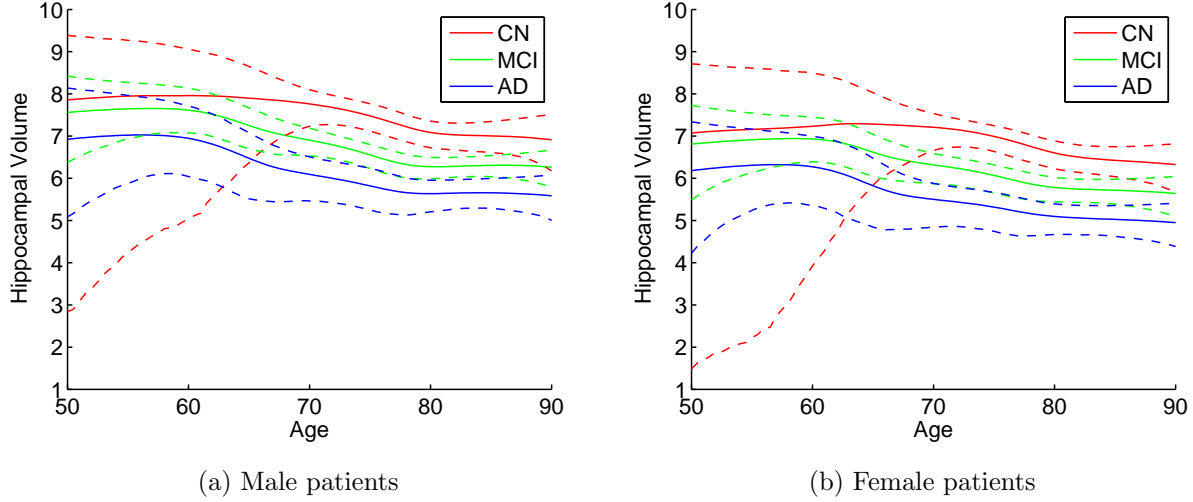 10
9
8
7
6
5
4
3
2
1
50 60 70 80 90
Hippocampal Volume
Age
CN
MCI
AD
(a) Male patients
10
9
8
7
6
5
4
3
2
1
50 60 70 80 90
Hippocampal Volume
Age
CN
MCI
AD
(b) Female patients